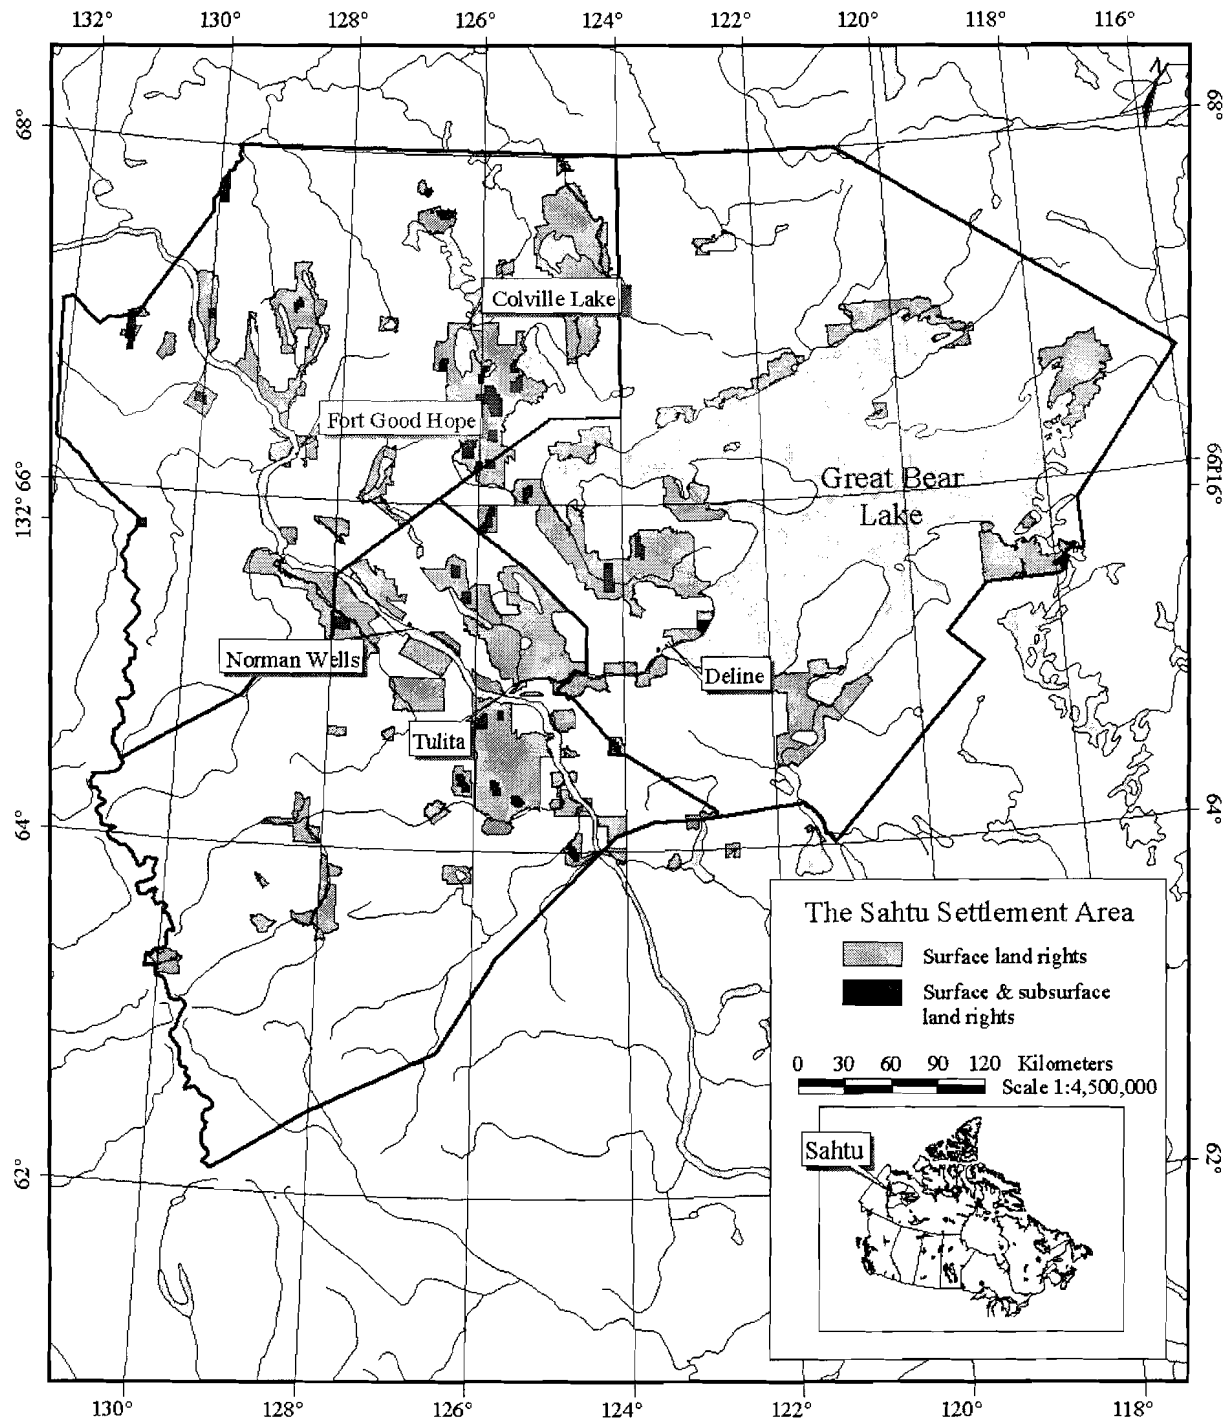 132° 130° 128° 126° 124° 122° 120° 118° 116°
68°
68°
Colville Lake
Fort Good Hope
66°
132°
66°
116°
Great Bear
Lake
Norman Wells
Deline
Tulita
64°
64°
The Sahtu Settlement Area
Surface land rights
Surface & subsurface
land rights
0 30 60 90 120 Kilometers
Scale 1:4,500,000
Sahtu
62°
62°
130° 128° 126° 124° 122° 120° 118°
N